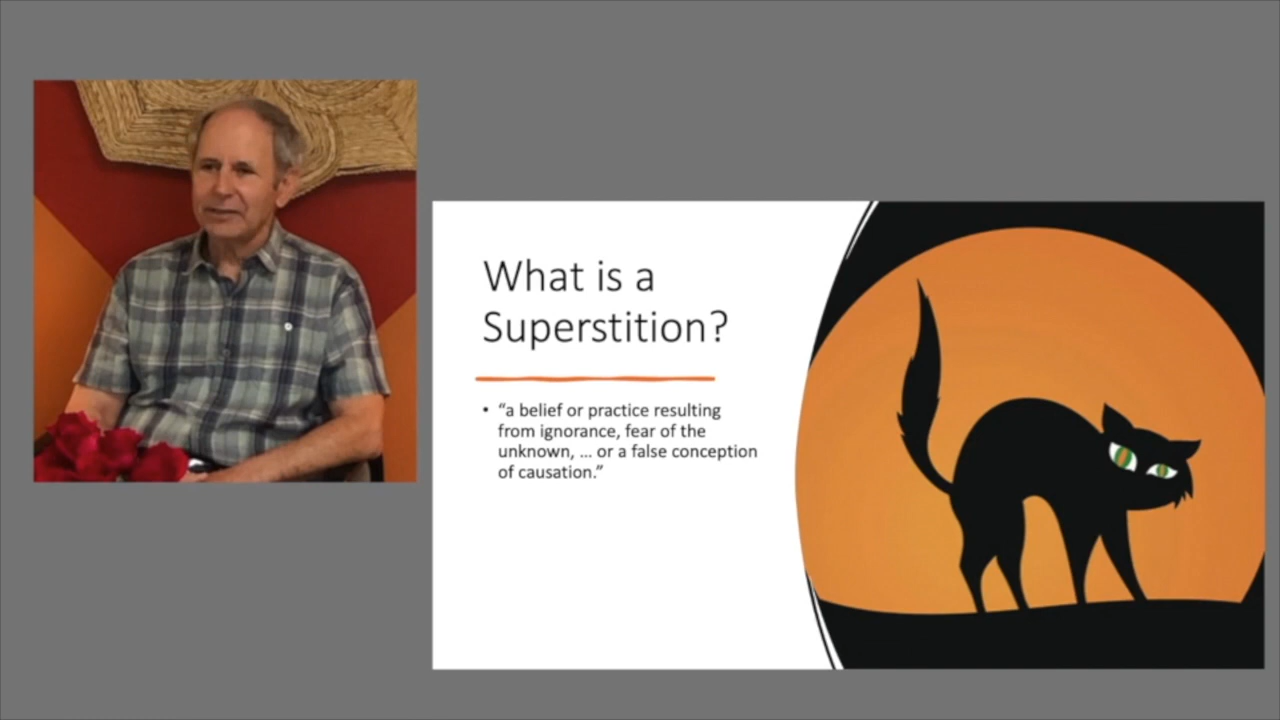 What is a
Superstition?
• “a belief or practice resulting
from ignorance, fear of the
unknown, ... or a false conception
of causation.”